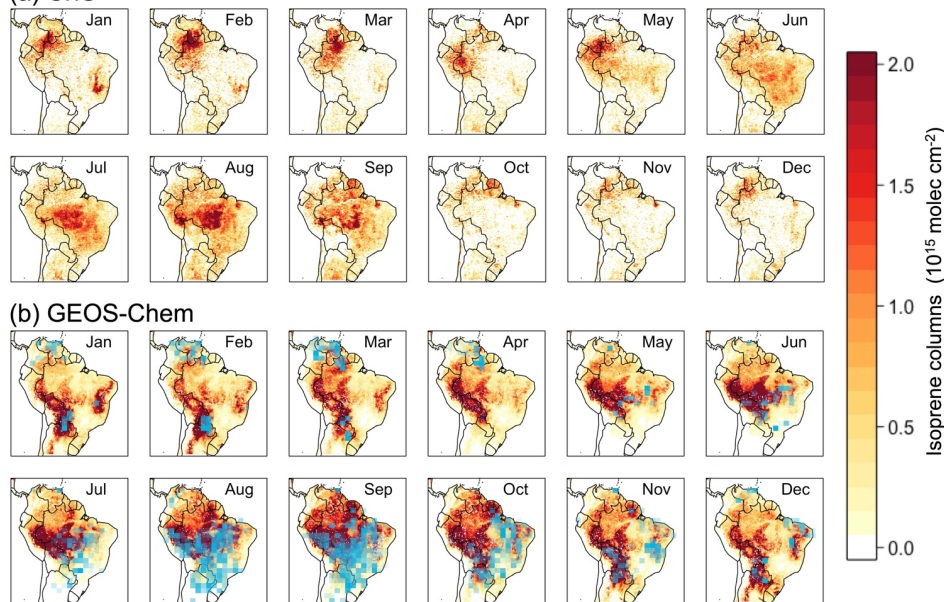 Jan Feb Mar Apr May Jun
Jul Aug Sep Oct Nov Dec
(b) GEOS-Chem
Jan Feb Mar Apr May Jun
Jul Aug Sep Oct Nov Dec
2.0
1.5
1.0
0.5
0.0
Isoprene columns (10¹⁵ molec cm⁻²)